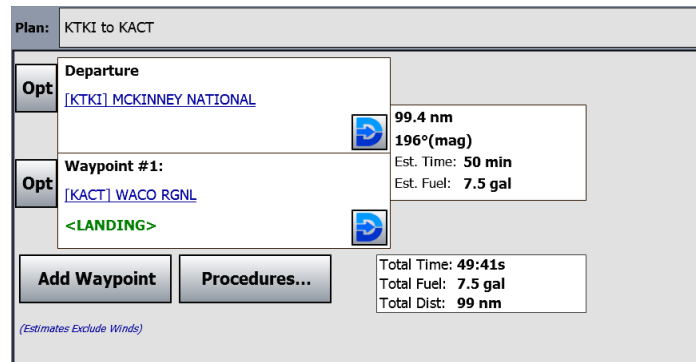 Plan: KTKI to KACT
Departure
Opt
[KTKI] MCKINNEY NATIONAL
99.4 nm
196°(mag)
Est. Time: 50 min
Est. Fuel: 7.5 gal
Waypoint #1:
Opt
[KACT] WACO RGNL
<LANDING>
Add Waypoint
Procedures...
Total Time: 49:41s
Total Fuel: 7.5 gal
Total Dist: 99 nm
(Estimates Exclude Winds)